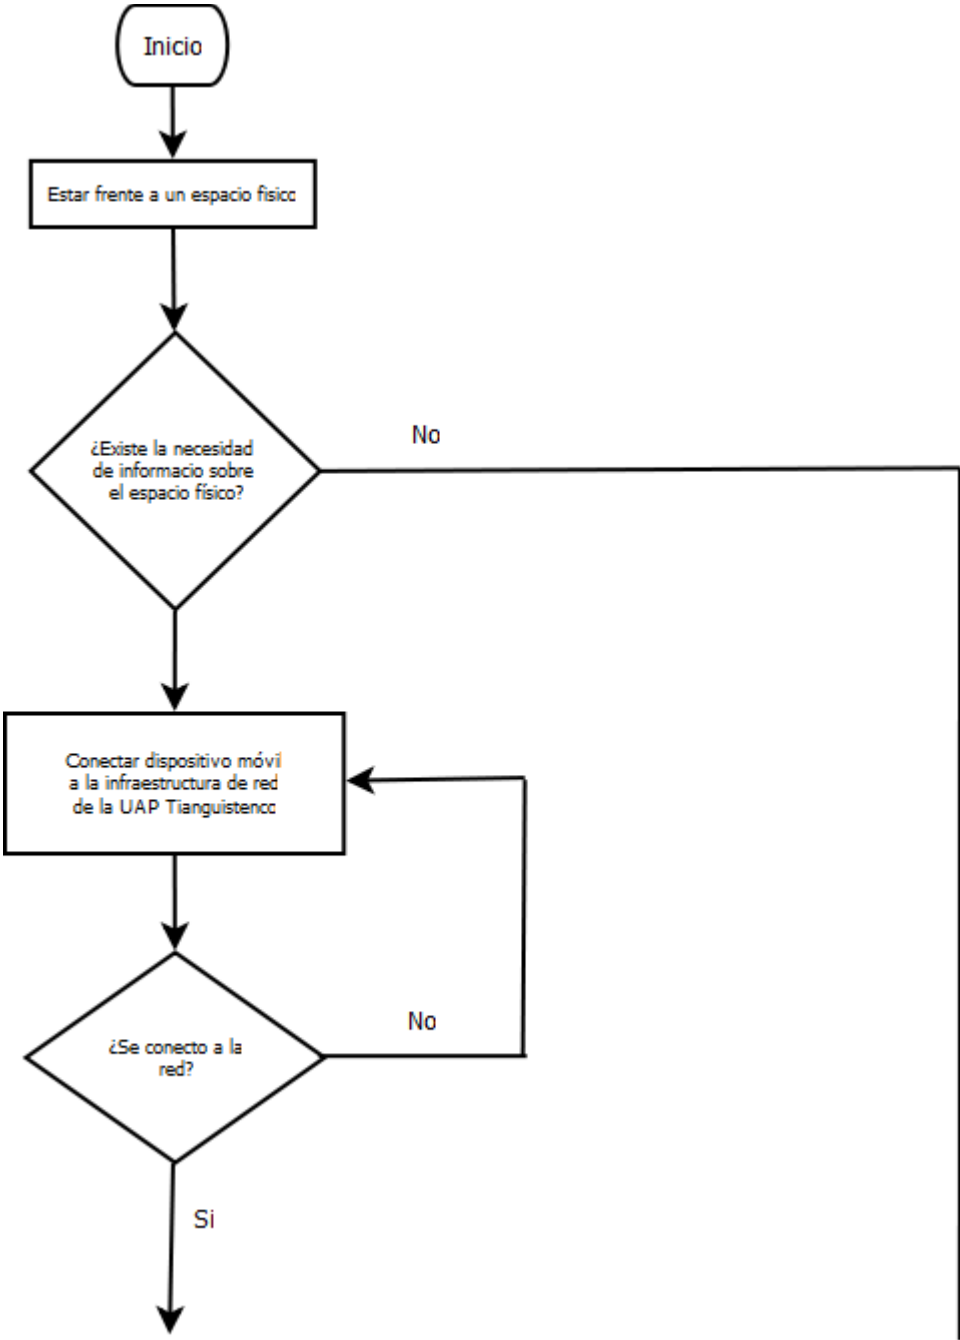 Inicio
Estar frente a un espacio fisico
¿Existe la necesidad
de informacio sobre
el espacio físico?
No
Conectar dispositivo móvil
a la infraestructura de red
de la UAP Tianguistenco
¿Se conecto a la
red?
No
Si